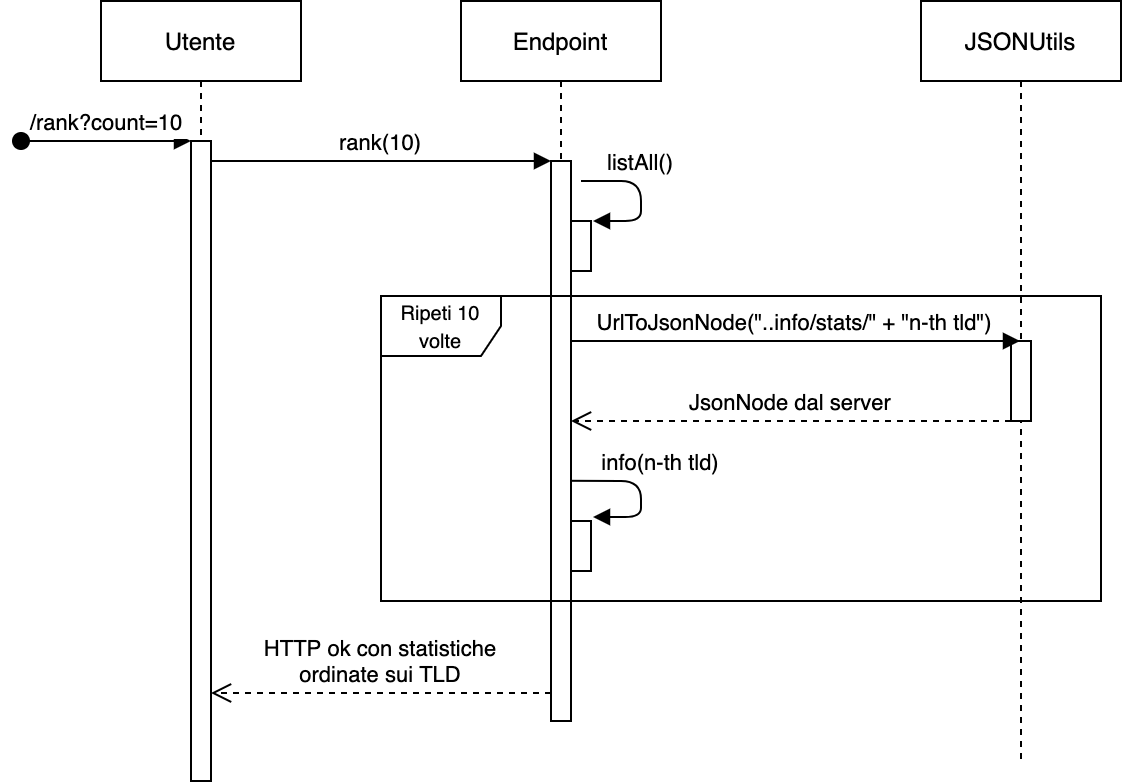 Utente
Endpoint
JSONUtils
/rank?count=10
rank(10)
listAll()
Ripeti 10
volte
UrlToJsonNode("..info/stats/" + "n-th tld")
JsonNode dal server
info(n-th tld)
HTTP ok con statistiche
ordinate sui TLD